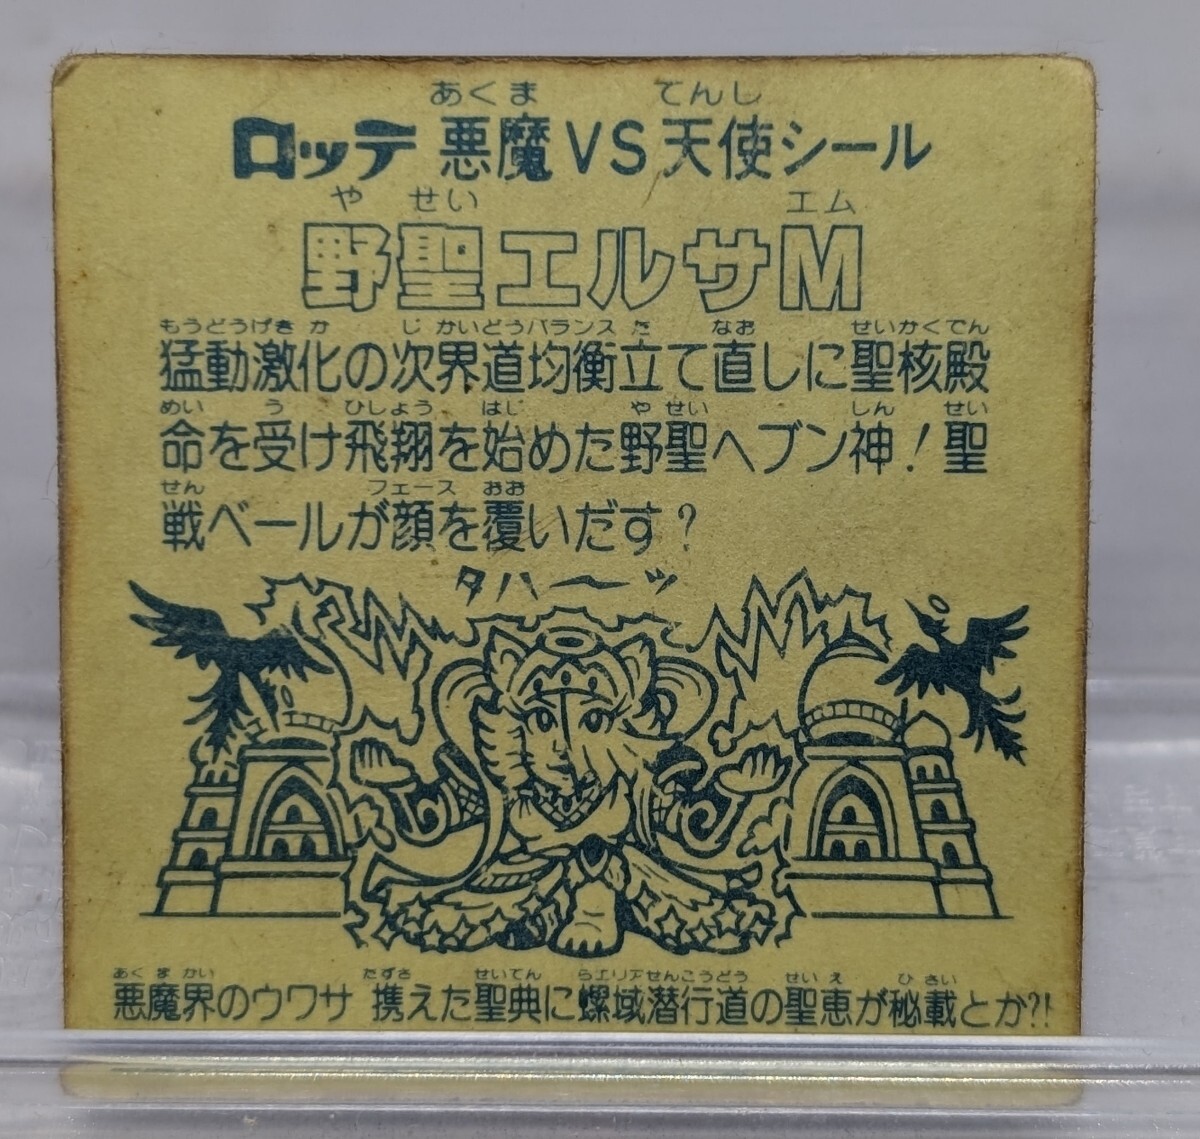 あくま てんし
ロッテ 悪魔VS天使シール
や せい エム
野聖エルサM
もうどうげき か じ かいどうバランス た なお せいかくでん
猛動激化の次界道均衡立て直しに聖核殿
めい う ひしょう はじ や せい しん せい
命を受け飛翔を始めた野聖ヘブン神！聖
せん フェース おお
戦ベールが顔を覆いだす？
タハ〜ッ
あくまかい たずさ せいてん らエリアせんこうどう せいえ ひさい
悪魔界のウワサ 携えた聖典に螺域潜行道の聖恵が秘載とか?!